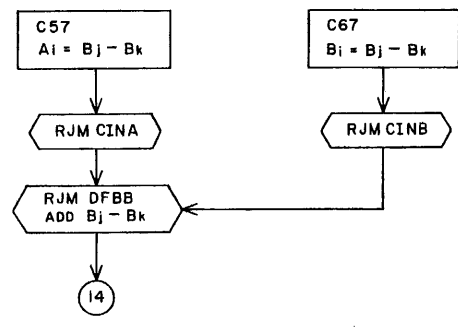 C57
Ai = Bj – Bk
C67
Bi = Bj – Bk
RJM CINA
RJM CINB
RJM DFBB
ADD Bj – Bk
14